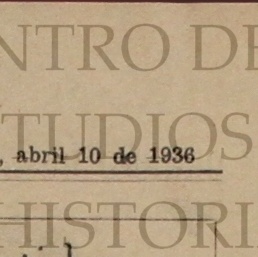 NTRO DE
TUDIOS
, abril 10 de 1936
HISTORI